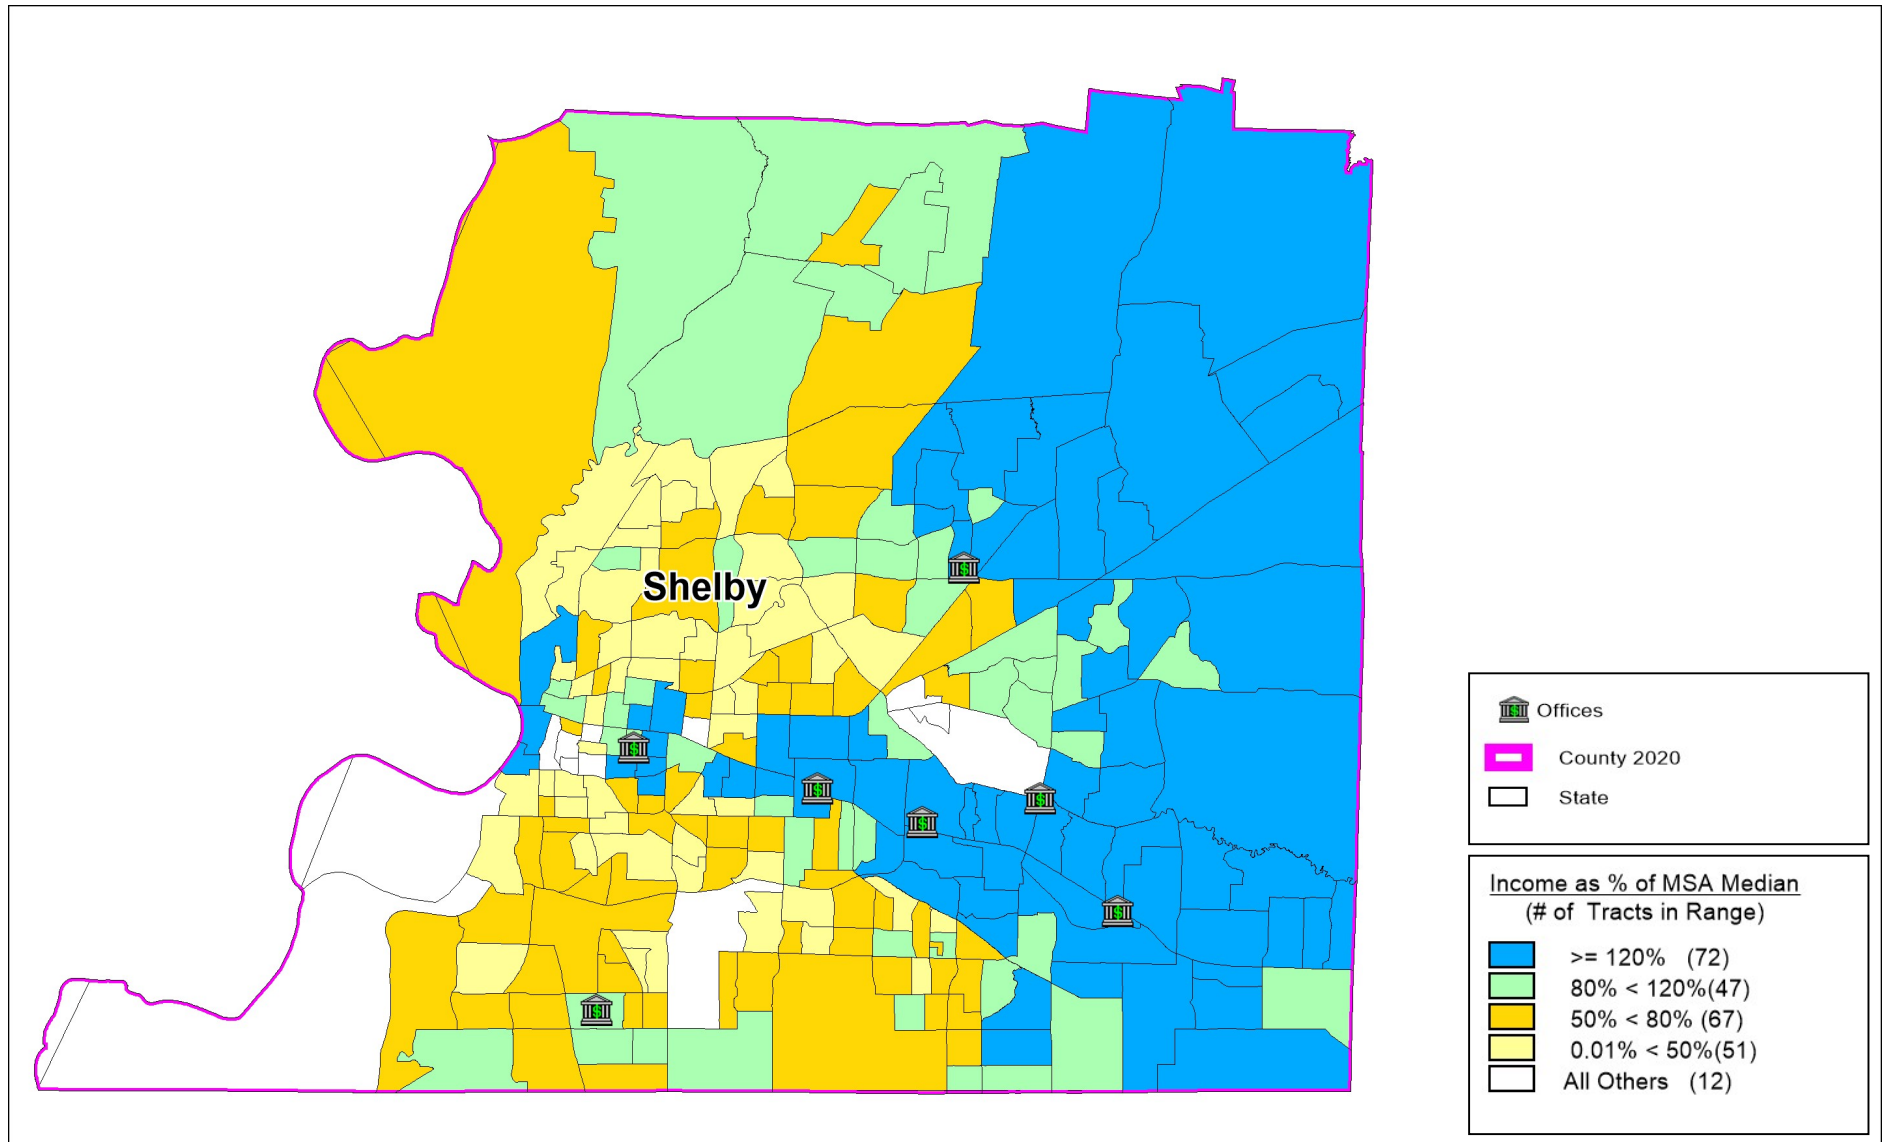 Shelby
Offices
County 2020
State
Income as % of MSA Median
(# of Tracts in Range)
>= 120% (72)
80% < 120%(47)
50% < 80% (67)
0.01% < 50%(51)
All Others (12)